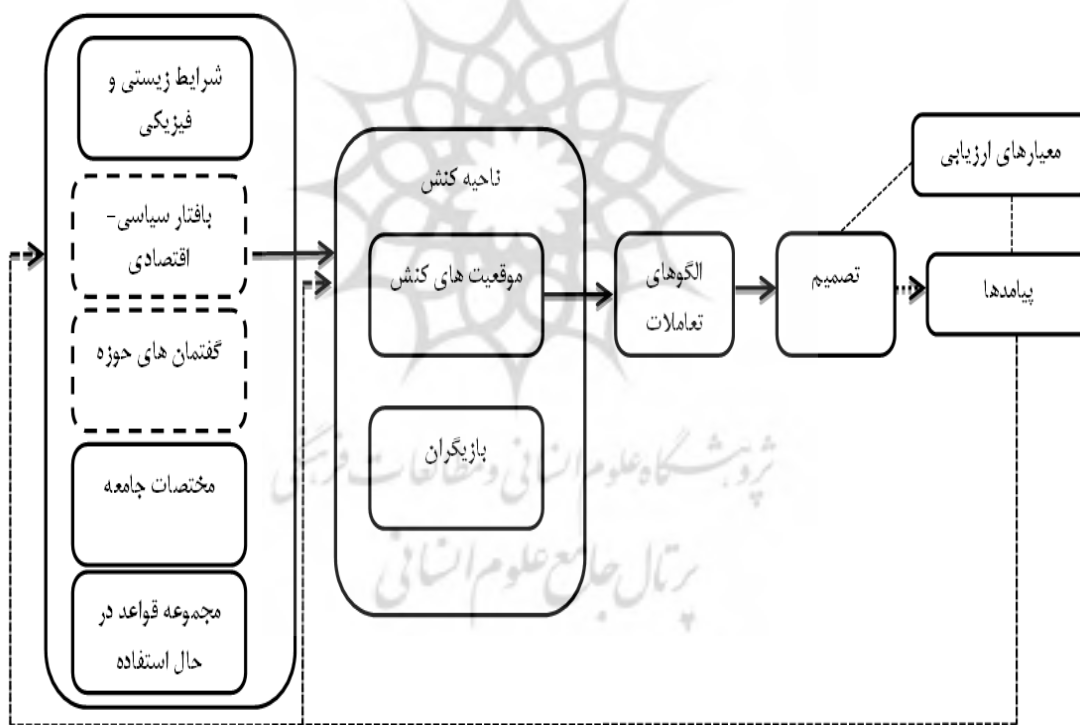 شرایط زیستی و
فیزیکی
بافتار سیاسی-
اقتصادی
گفتمان های حوزه
مختصات جامعه
مجموعه قواعد در
حال استفاده
ناحیه کنش
موقعیت های کنش
بازیگران
الگوهای
تعاملات
تصمیم
معیارهای ارزیابی
پیامدها
پژوهشگاه علوم انسانی و مطالعات فرهنگی
پرتال جامع علوم انسانی